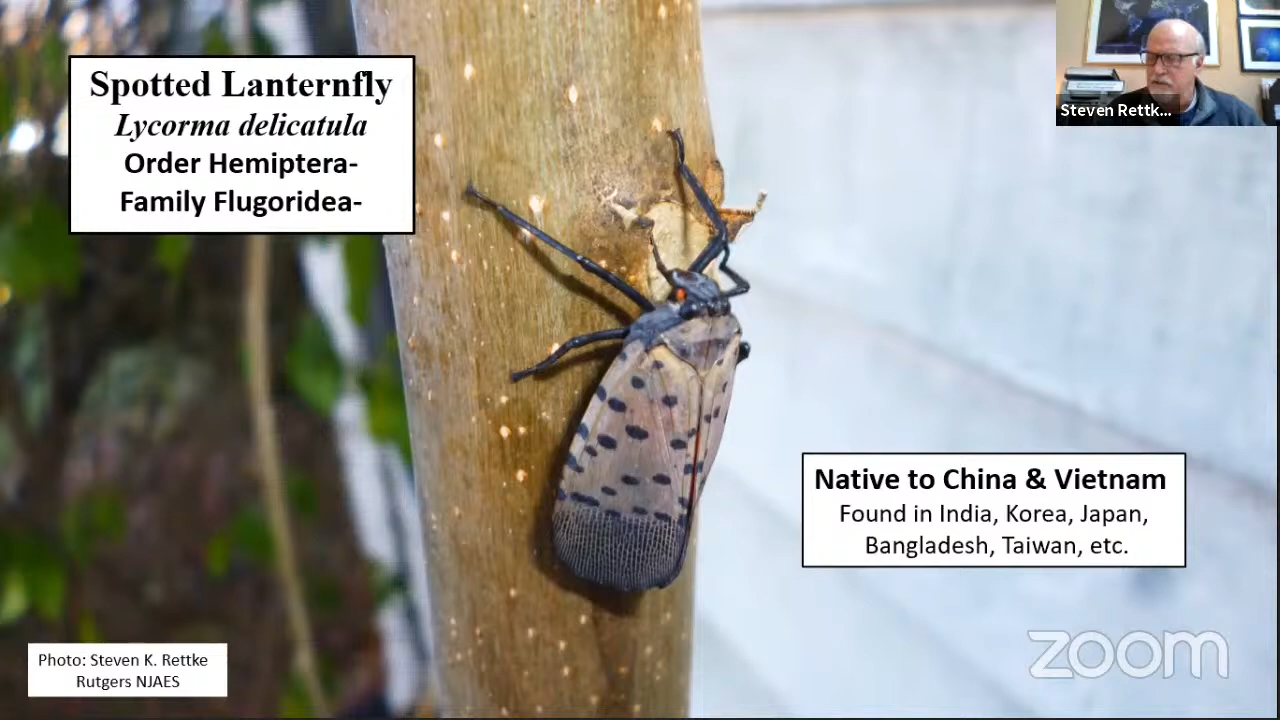 Spotted Lanternfly
Lycorma delicatula
Order Hemiptera-
Family Flugoridea-
Steven Rettk...
Native to China & Vietnam
Found in India, Korea, Japan,
Bangladesh, Taiwan, etc.
Photo: Steven K. Rettke
Rutgers NJAES
zoom